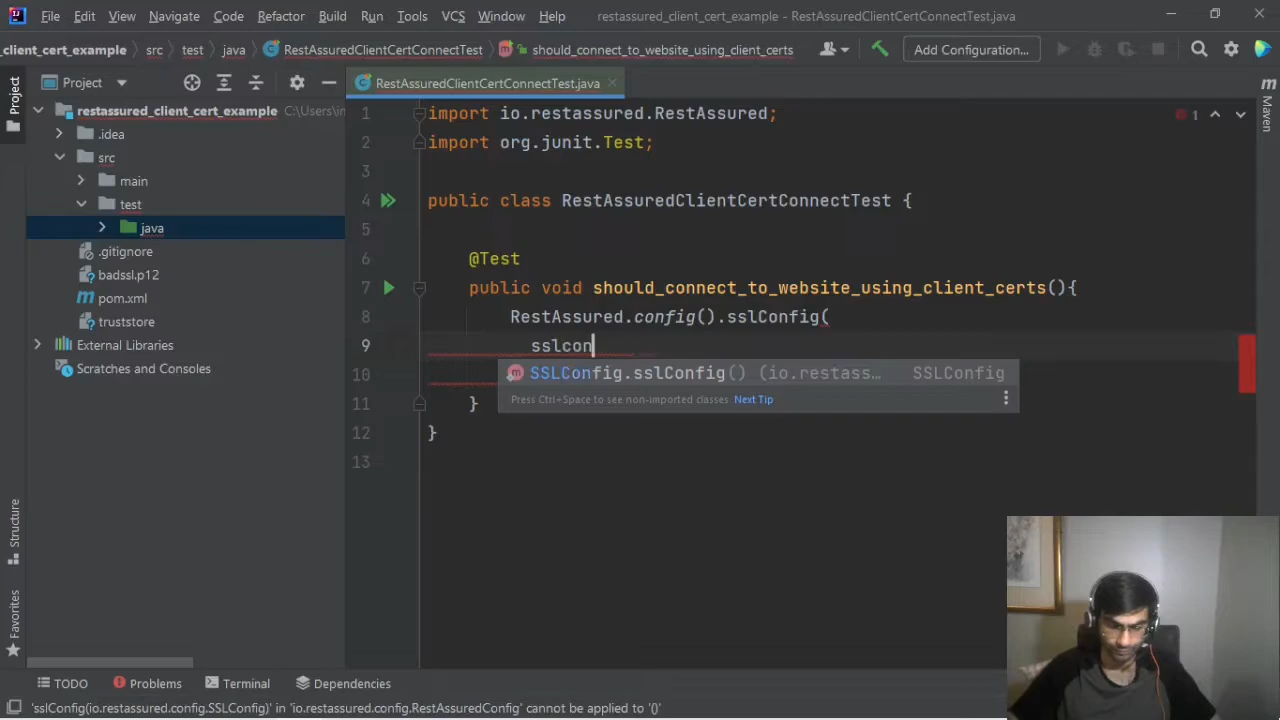 File Edit View Navigate Code Refactor Build Run Tools VCS Window Help restassured_client_cert_example - RestAssuredClientCertConnectTest.java
_client_cert_example src test java RestAssuredClientCertConnectTest should_connect_to_website_using_client_certs Add Configuration...
Project
RestAssuredClientCertConnectTest.java
Project
Structure
Favorites
Maven
restassured_client_cert_example C:\Users\in
.idea
src
main
test
java
.gitignore
badssl.p12
pom.xml
truststore
External Libraries
Scratches and Consoles
1 import io.restassured.RestAssured;
2 import org.junit.Test;
3
4 public class RestAssuredClientCertConnectTest {
5
6 @Test
7 public void should_connect_to_website_using_client_certs(){
8 RestAssured.config().sslConfig(
9 sslcon
10
11 }
12 }
13
1
SSLConfig.sslConfig() (io.restass… SSLConfig
Press Ctrl+Space to see non-imported classes Next Tip
TODO Problems Terminal Dependencies
'sslConfig(io.restassured.config.SSLConfig)' in 'io.restassured.config.RestAssuredConfig' cannot be applied to '()'